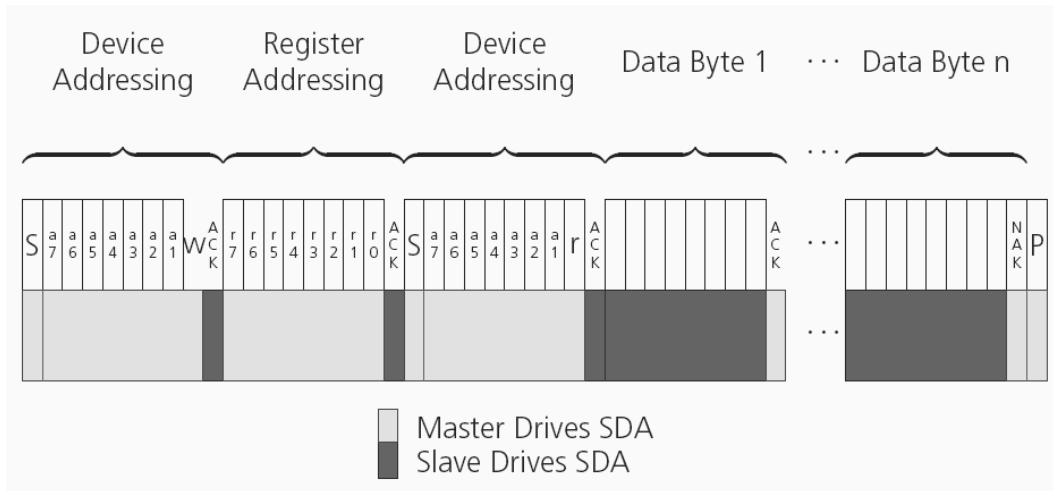 Device
Addressing
Register
Addressing
Device
Addressing
Data Byte 1
...
Data Byte n
...
S a7 a6 a5 a4 a3 a2 a1 w ACK r7 r6 r5 r4 r3 r2 r1 r0 ACK S a7 a6 a5 a4 a3 a2 a1 r ACK ACK ... NAK P
...
Master Drives SDA
Slave Drives SDA